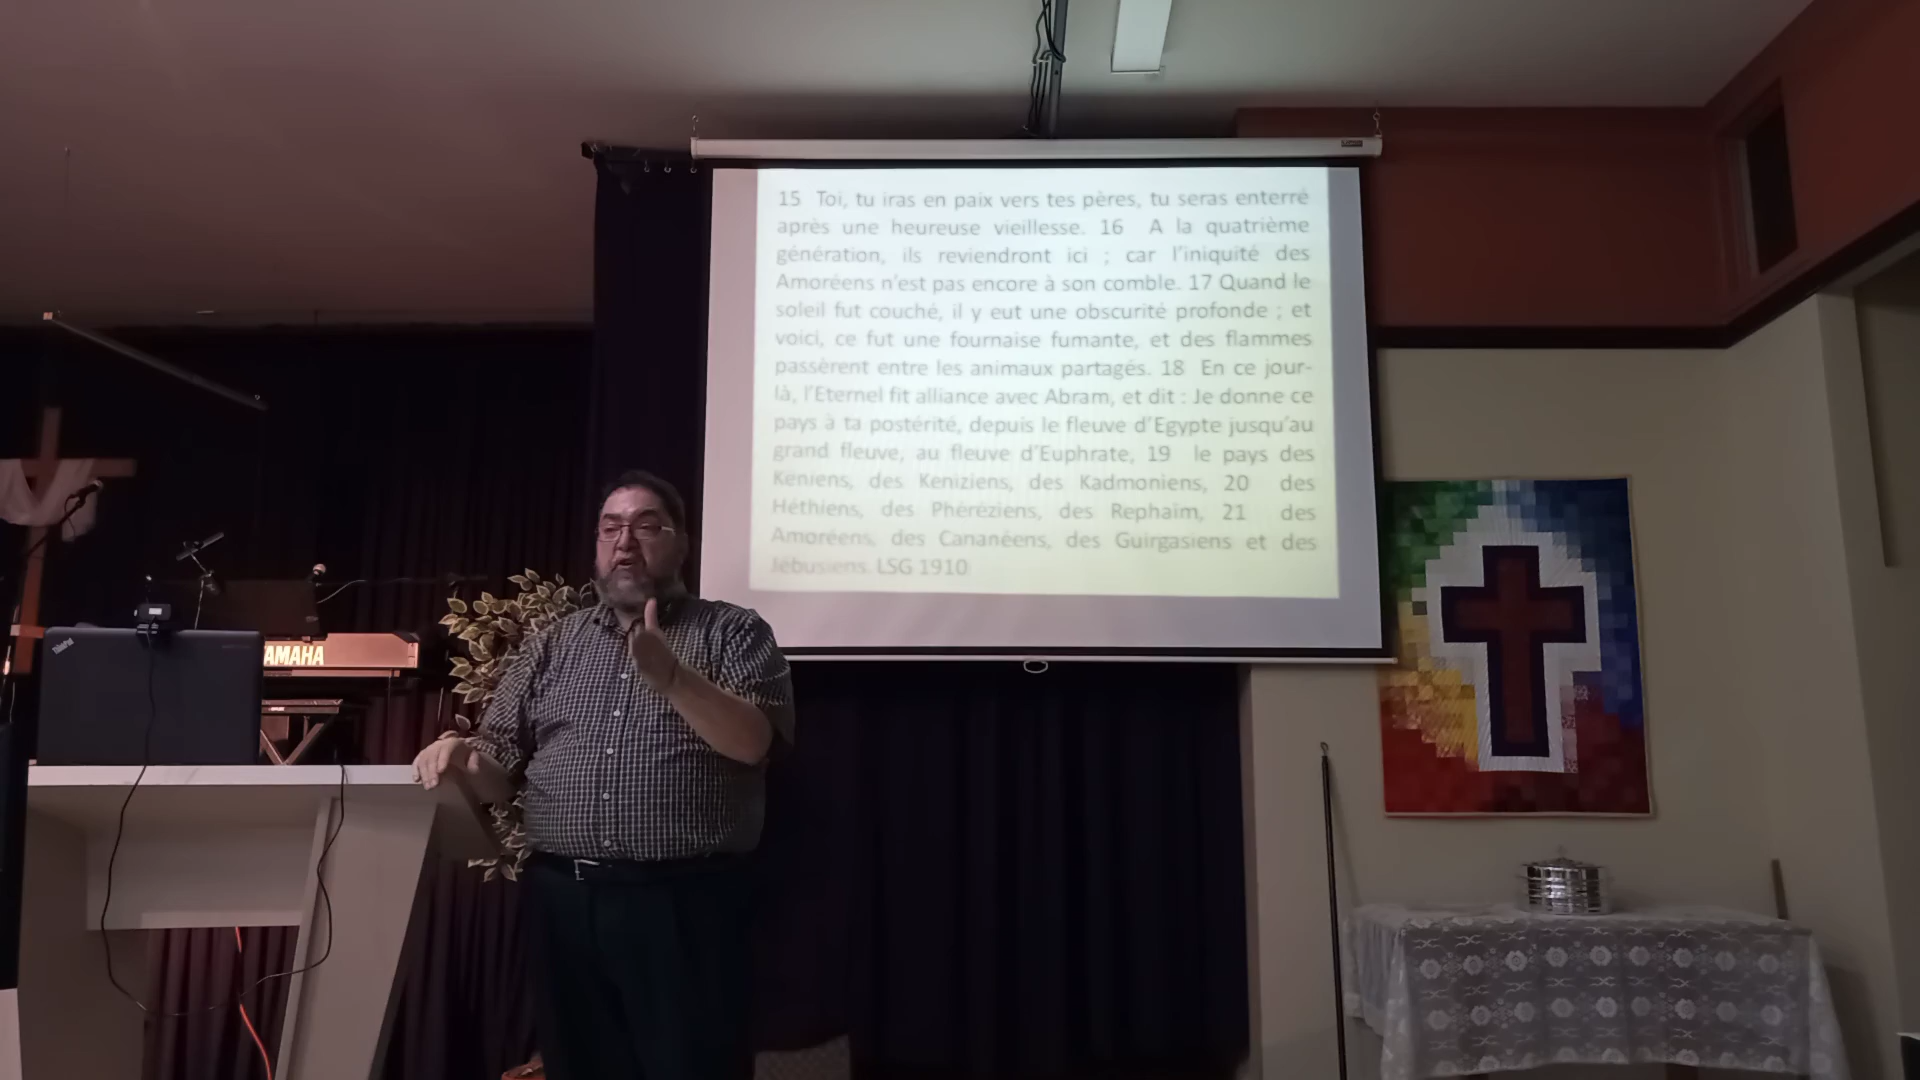 15 Toi, tu iras en paix vers tes pères, tu seras enterré
après une heureuse vieillesse. 16 A la quatrième
génération, ils reviendront ici ; car l'iniquité des
Amoréens n'est pas encore à son comble. 17 Quand le
soleil fut couché, il y eut une obscurité profonde ; et
voici, ce fut une fournaise fumante, et des flammes
passèrent entre les animaux partagés. 18 En ce jour-
là, l'Eternel fit alliance avec Abram, et dit : Je donne ce
pays à ta postérité, depuis le fleuve d'Egypte jusqu'au
grand fleuve, au fleuve d'Euphrate, 19 le pays des
Kéniens, des Keniziens, des Kadmoniens, 20 des
Héthiens, des Phéréziens, des Rephaïm, 21 des
Amoréens, des Cananéens, des Guirgasiens et des
Jébusiens. LSG 1910
ThinkPad
YAMAHA